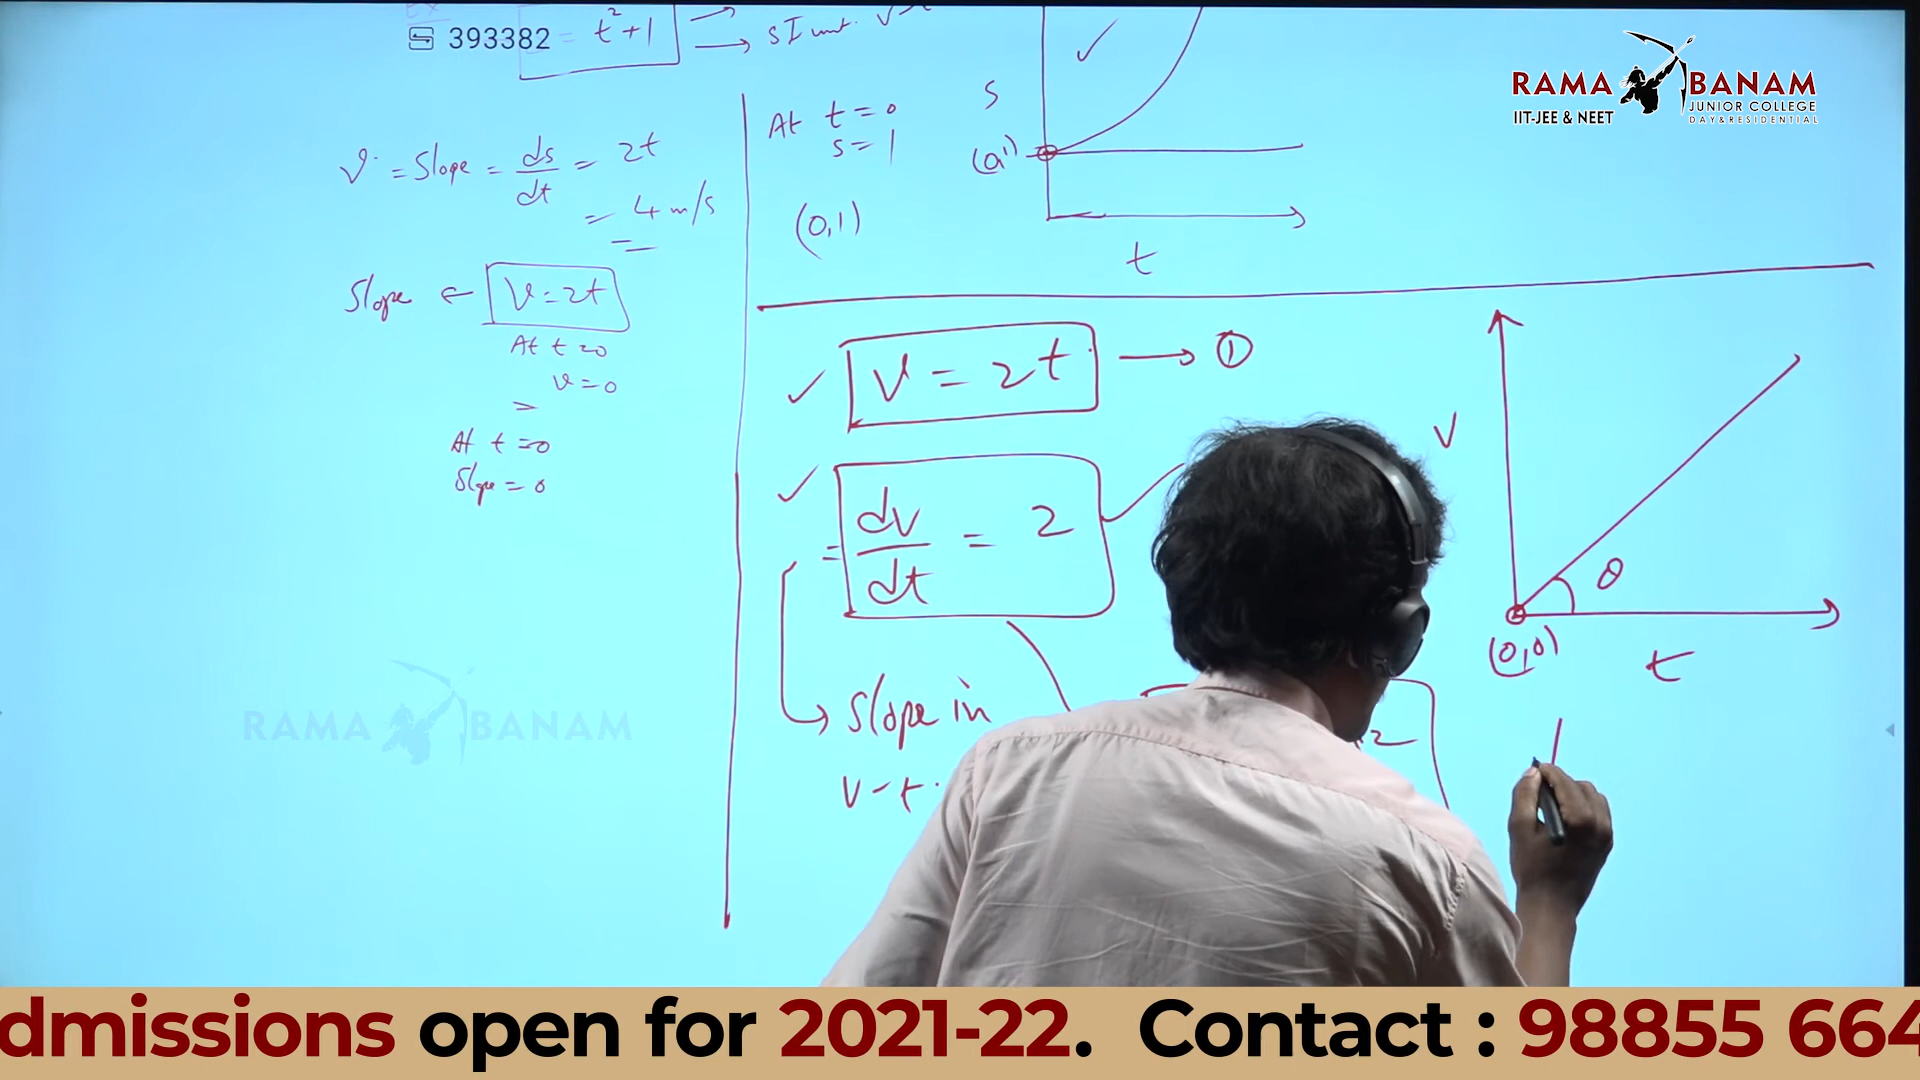 393382
= t²+1
→ SI unit
RAMA BANAM
JUNIOR COLLEGE
IIT-JEE & NEET
DAY & RESIDENTIAL
v = Slope = ds/dt = 2t
= 4 m/s
Slope ← v = 2t
At t=0
v = 0
At t=0
Slope = 0
At t = 0
s = 1
(0,1)
s
(0,1)
t
v = 2t → ①
= dv/dt = 2
→ Slope in
v-t
2
v
θ
(0,0)
t
RAMA BANAM
dmissions open for 2021-22. Contact : 98855 664